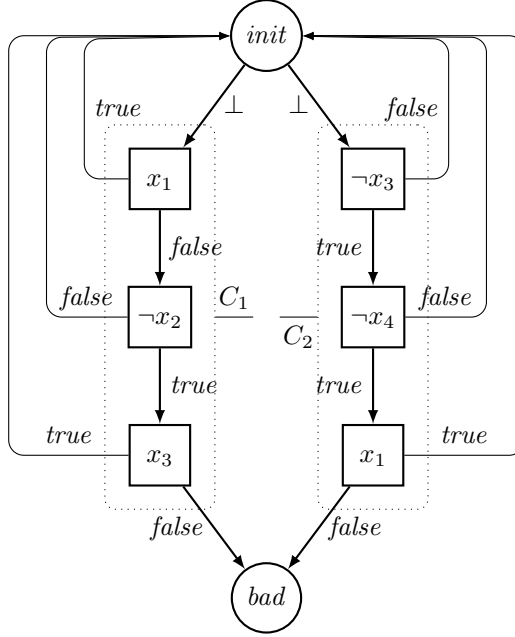 init
⊥ ⊥
true false
x₁ ¬x₃
false true
false ¬x₂ C₁ C₂ ¬x₄ false
true true
true x₃ x₁ true
false false
bad